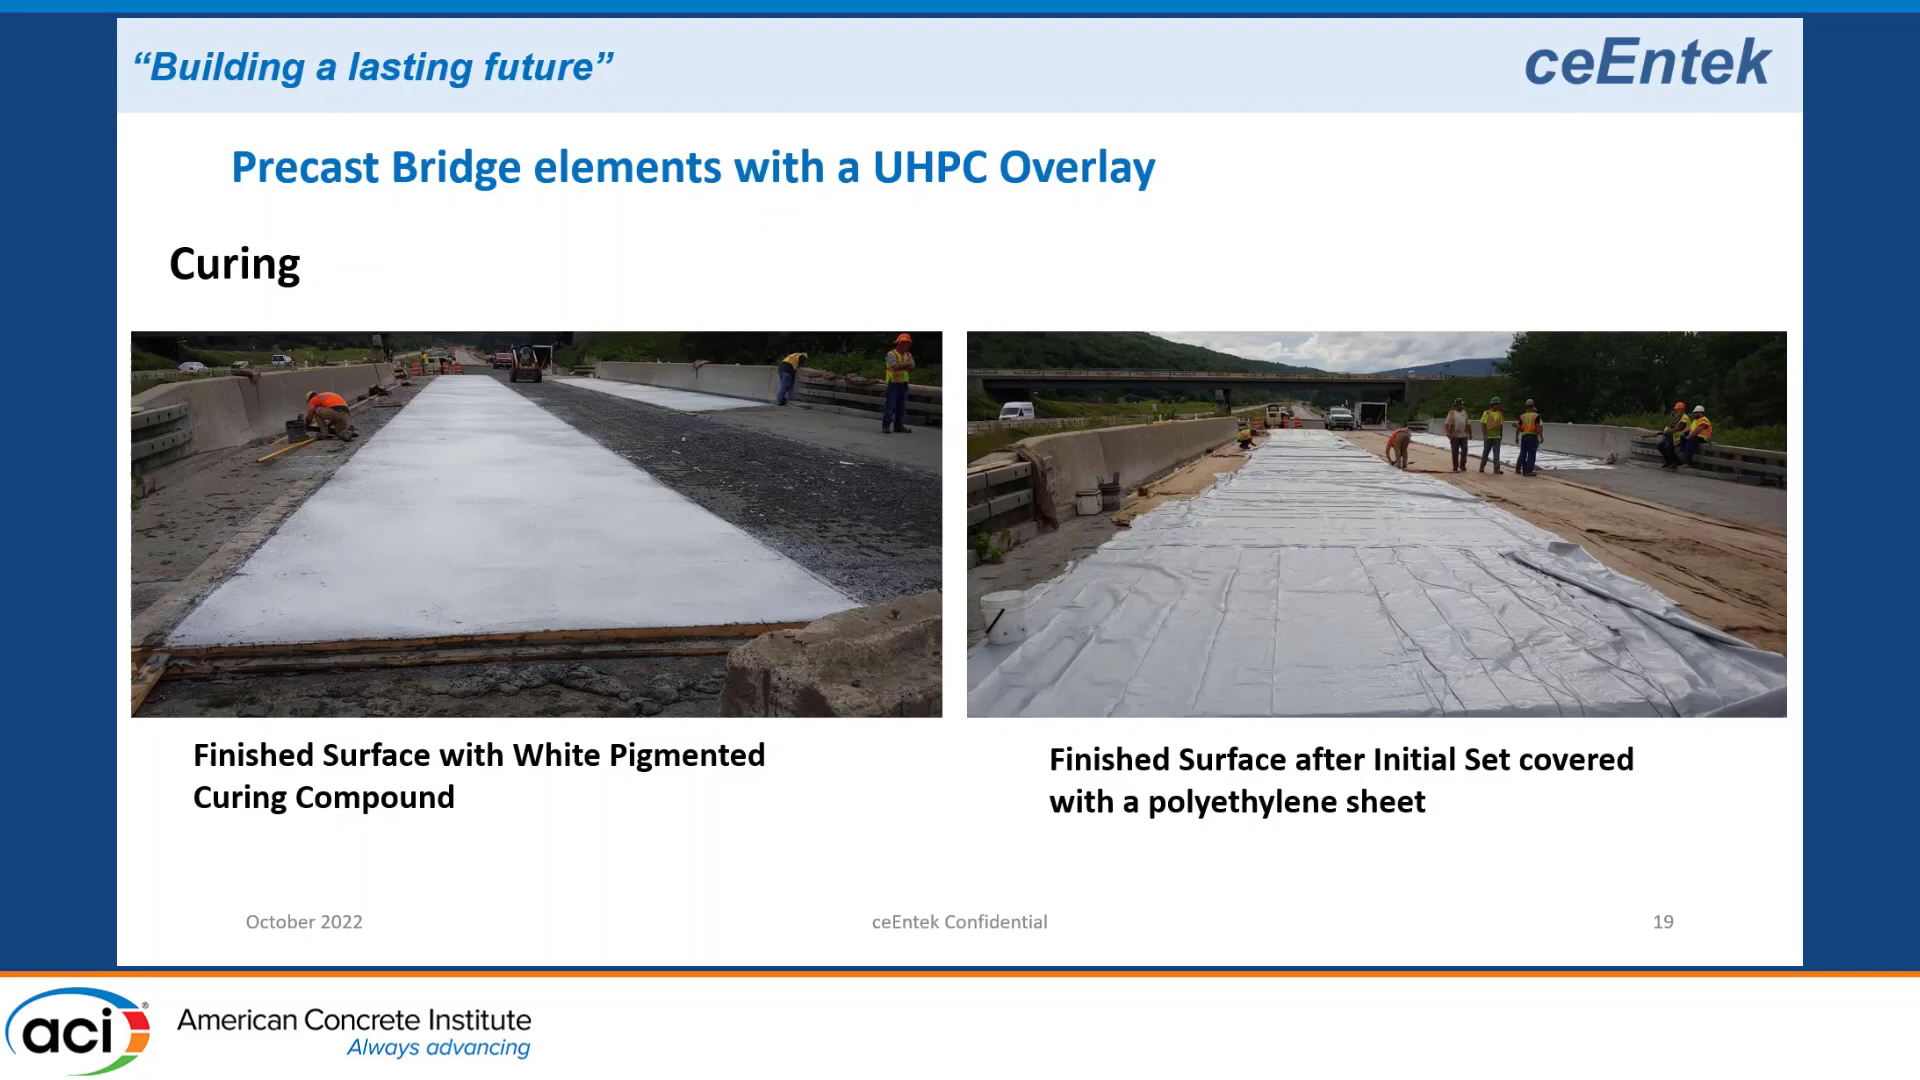 “Building a lasting future”
ceEntek
Precast Bridge elements with a UHPC Overlay
Curing
Finished Surface with White Pigmented
Curing Compound
Finished Surface after Initial Set covered
with a polyethylene sheet
October 2022
ceEntek Confidential
19
aci®
American Concrete Institute
Always advancing